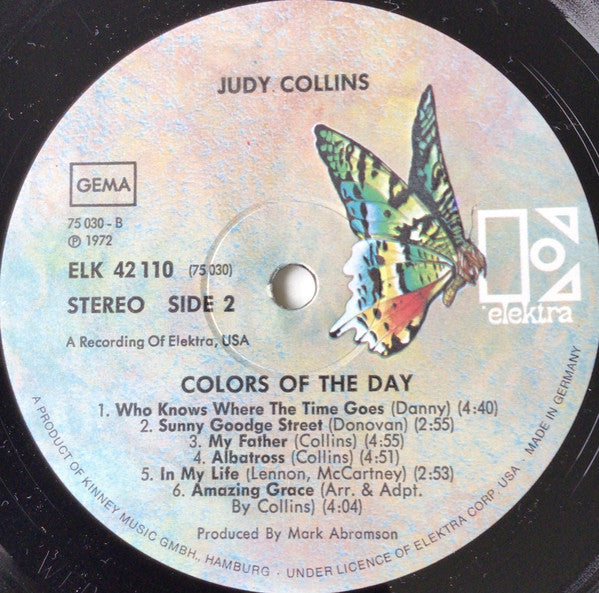 JUDY COLLINS
GEMA
75 030 - B
℗ 1972
ELK 42 110 (75 030)
STEREO SIDE 2
A Recording Of Elektra, USA
elektra
COLORS OF THE DAY
1. Who Knows Where The Time Goes (Danny) (4:40)
2. Sunny Goodge Street (Donovan) (2:55)
3. My Father (Collins) (4:55)
4. Albatross (Collins) (4:51)
5. In My Life (Lennon, McCartney) (2:53)
6. Amazing Grace (Arr. & Adpt.
By Collins) (4:04)
Produced By Mark Abramson
A PRODUCT OF KINNEY MUSIC GMBH., HAMBURG · UNDER LICENCE OF ELEKTRA CORP. USA · MADE IN GERMANY